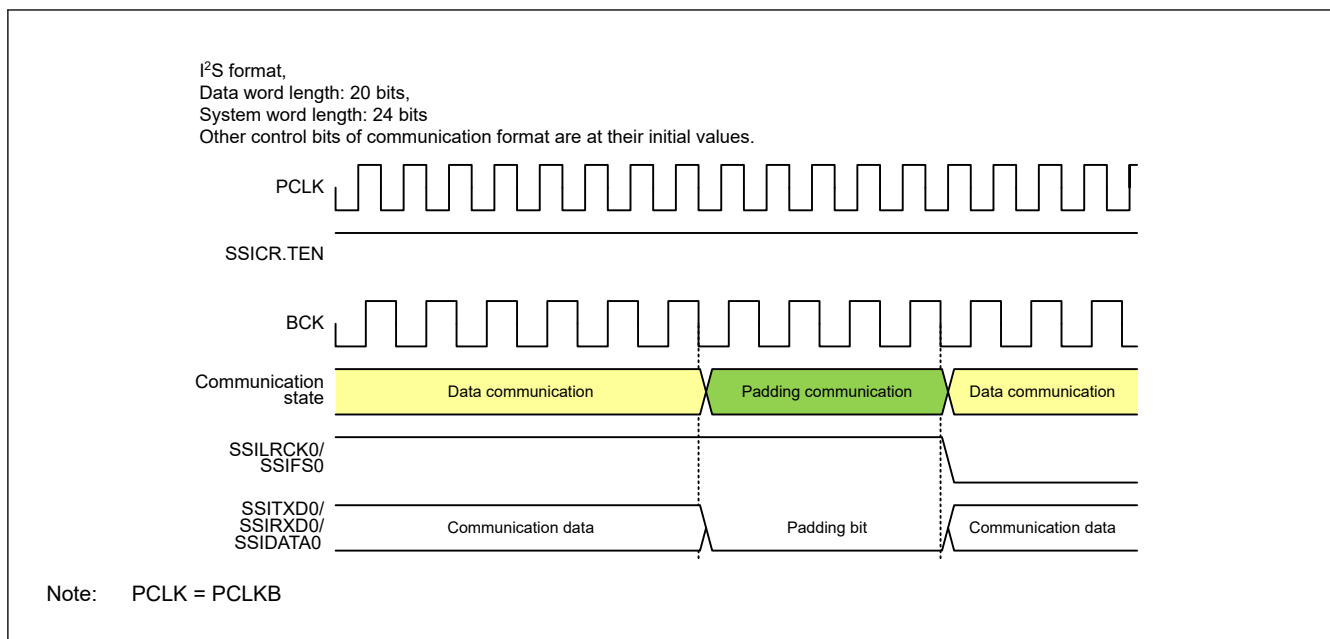 I²S format,
Data word length: 20 bits,
System word length: 24 bits
Other control bits of communication format are at their initial values.
PCLK
SSICR.TEN
BCK
Communication
state
Data communication
Padding communication
Data communication
SSILRCK0/
SSIFS0
SSITXD0/
SSIRXD0/
SSIDATA0
Communication data
Padding bit
Communication data
Note: PCLK = PCLKB